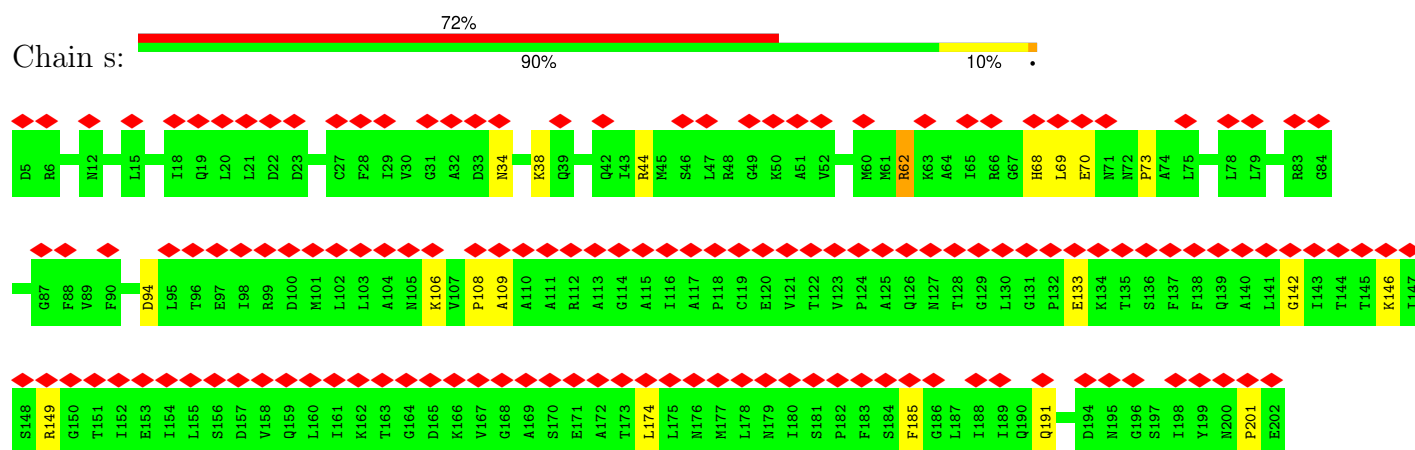 72%
Chain s:
90% 10% •
D5 R6 N12 L15 I18 Q19 L20 L21 D22 D23 C27 F28 I29 V30 G31 A32 D33 N34 K38 Q39 Q42 I43 R44 M45 S46 L47 R48 G49 K50 A51 V52 M60 M61 R62 K63 A64 I65 R66 G67 H68 L69 E70 N71 N72 P73 A74 L75 L78 L79 R83 G84
G87 F88 V89 F90 D94 L95 T96 E97 I98 R99 D100 M101 L102 L103 A104 N105 K106 V107 P108 A109 A110 A111 R112 A113 G114 A115 I116 A117 P118 C119 E120 V121 T122 V123 P124 A125 Q126 N127 T128 G129 L130 G131 P132 E133 K134 T135 S136 F137 F138 Q139 A140 L141 G142 I143 T144 T145 K146
S148 R149 G150 T151 I152 E153 I154 L155 S156 D157 V158 Q159 L160 I161 K162 T163 G164 D165 K166 V167 G168 A169 S170 E171 A172 T173 L174 L175 N176 M177 L178 N179 I180 S181 P182 F183 S184 F185 G186 L187 I188 I189 Q190 Q191 D194 N195 G196 S197 I198 Y199 N200 P201 E202